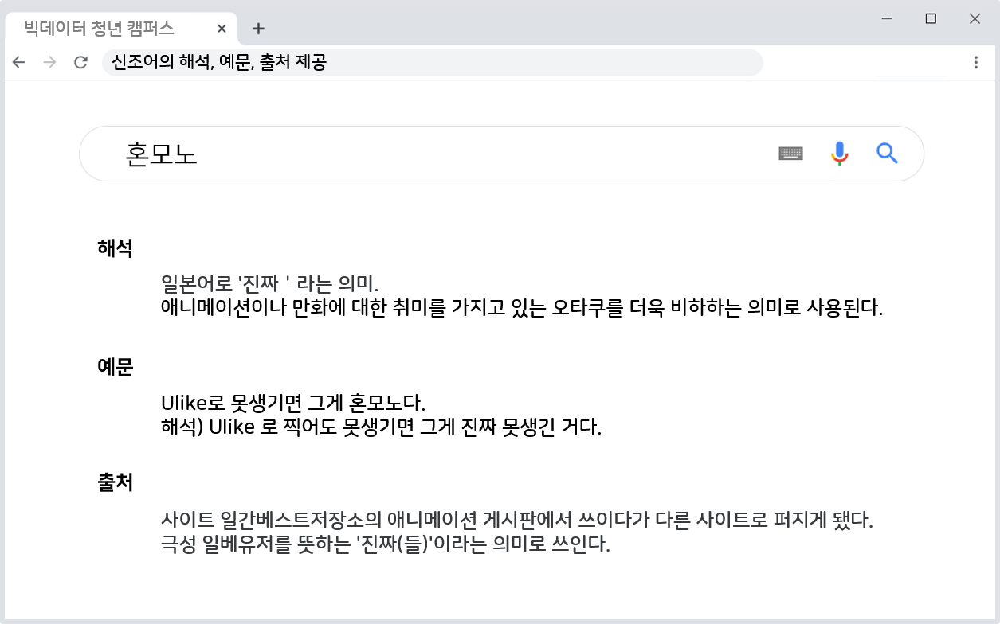 빅데이터 청년 캠퍼스
신조어의 해석, 예문, 출처 제공
혼모노
해석
일본어로 '진짜 ' 라는 의미.
애니메이션이나 만화에 대한 취미를 가지고 있는 오타쿠를 더욱 비하하는 의미로 사용된다.
예문
Ulike로 못생기면 그게 혼모노다.
해석) Ulike 로 찍어도 못생기면 그게 진짜 못생긴 거다.
출처
사이트 일간베스트저장소의 애니메이션 게시판에서 쓰이다가 다른 사이트로 퍼지게 됐다.
극성 일베유저를 뜻하는 '진짜(들)'이라는 의미로 쓰인다.